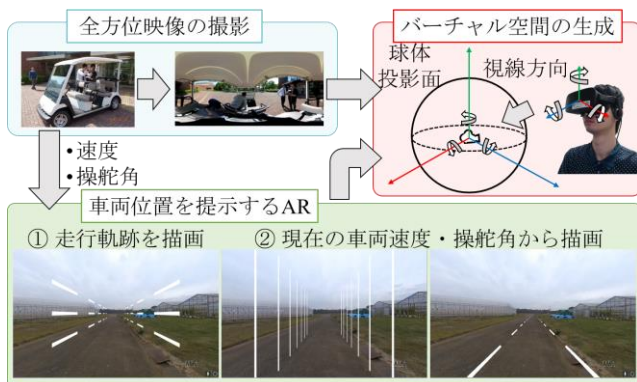 全方位映像の撮影
バーチャル空間の生成
球体
投影面
視線方向
•速度
•操舵角
車両位置を提示するAR
① 走行軌跡を描画
② 現在の車両速度・操舵角から描画